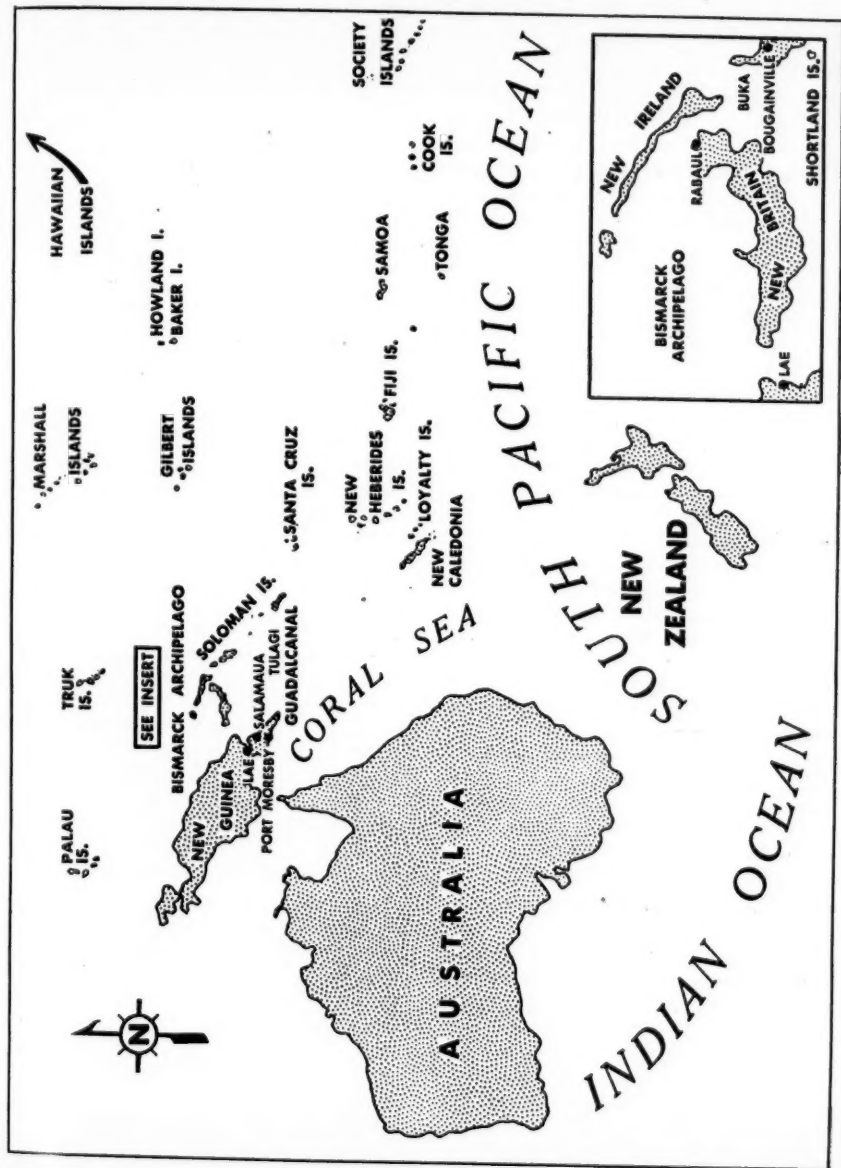 HAWAIIAN
ISLANDS
MARSHALL
ISLANDS
TRUK
IS.
PALAU
IS.
N
HOWLAND I.
BAKER I.
GILBERT
ISLANDS
SEE INSERT
BISMARCK ARCHIPELAGO
SOLOMAN IS.
NEW
GUINEA
LAE
SALAMAUA
PORT MORESBY
TULAGI
GUADALCANAL
SANTA CRUZ
IS.
SOCIETY
ISLANDS
COOK
IS.
SAMOA
TONGA
FIJI IS.
NEW
HEBERIDES
IS.
LOYALTY IS.
NEW
CALEDONIA
CORAL SEA
AUSTRALIA
SOUTH PACIFIC OCEAN
NEW
ZEALAND
INDIAN OCEAN
NEW IRELAND
BISMARCK
ARCHIPELAGO
RABAUL
BUKA
NEW BRITAIN
BOUGAINVILLE
LAE
SHORTLAND IS.